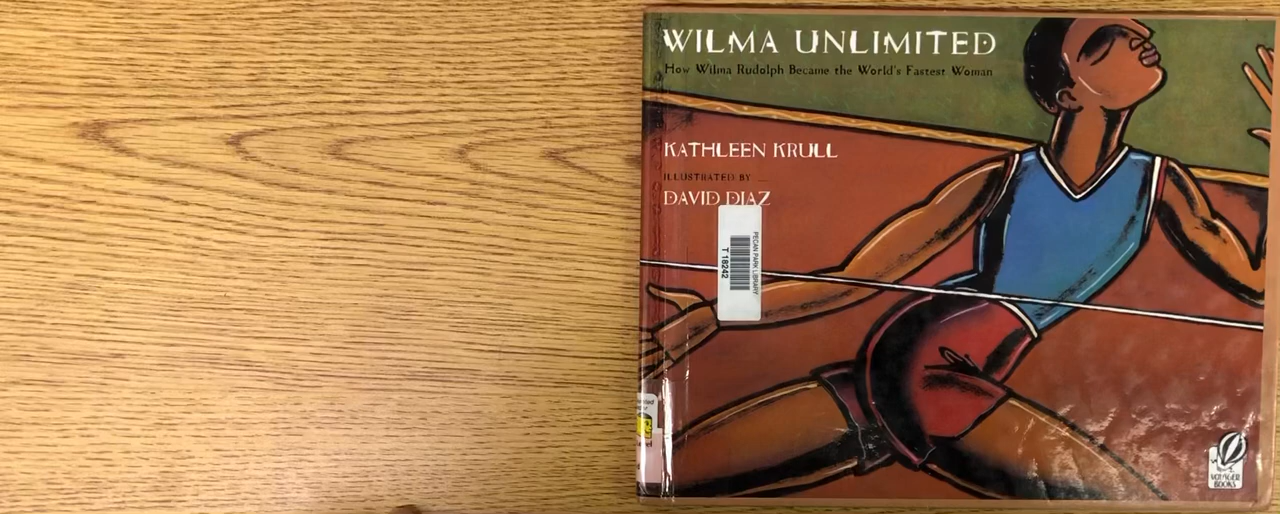 WILMA UNLIMITED
How Wilma Rudolph Became the World's Fastest Woman
KATHLEEN KRULL
ILLUSTRATED BY
DAVID DIAZ
PECAN PARK LIBRARY
T 18242
VOYAGER
BOOKS